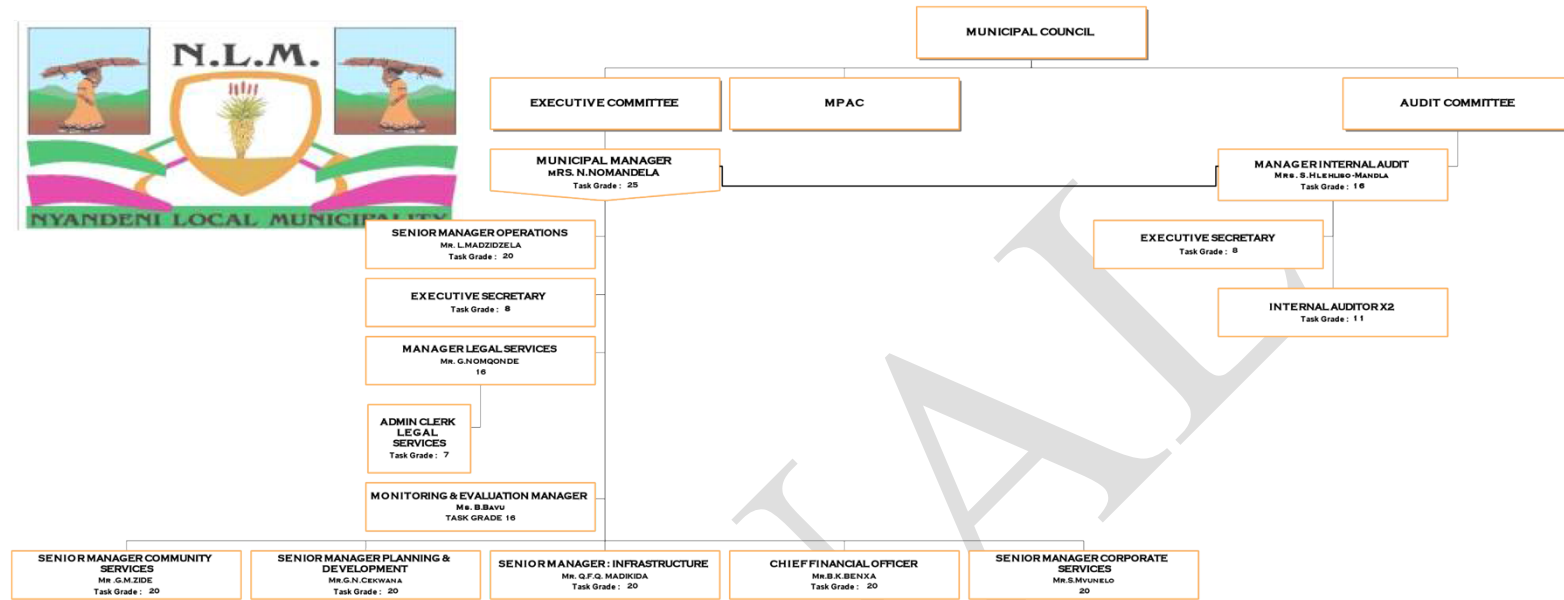 N.L.M.
NYANDENI LOCAL MUNICIPALITY
MUNICIPAL COUNCIL
EXECUTIVE COMMITTEE
MPAC
AUDIT COMMITTEE
MUNICIPAL MANAGER
MRS. N.NOMANDELA
Task Grade : 25
MANAGER INTERNAL AUDIT
MRS. S.HLEHLISO-MANDLA
Task Grade : 16
SENIOR MANAGER OPERATIONS
MR. L.MADZIDZELA
Task Grade : 20
EXECUTIVE SECRETARY
Task Grade : 8
EXECUTIVE SECRETARY
Task Grade : 8
INTERNAL AUDITOR X2
Task Grade : 11
MANAGER LEGAL SERVICES
MR. G.NOMQONDE
16
ADMIN CLERK
LEGAL
SERVICES
Task Grade : 7
MONITORING & EVALUATION MANAGER
MS. B.BAVU
TASK GRADE 16
SENIOR MANAGER COMMUNITY
SERVICES
MR .G.M.ZIDE
Task Grade : 20
SENIOR MANAGER PLANNING &
DEVELOPMENT
MR.G.N.CEKWANA
Task Grade : 20
SENIOR MANAGER : INFRASTRUCTURE
MR. Q.F.Q. MADIKIDA
Task Grade : 20
CHIEF FINANCIAL OFFICER
MR.B.K.BENXA
Task Grade : 20
SENIOR MANAGER CORPORATE
SERVICES
MR.S.MVUNELO
20